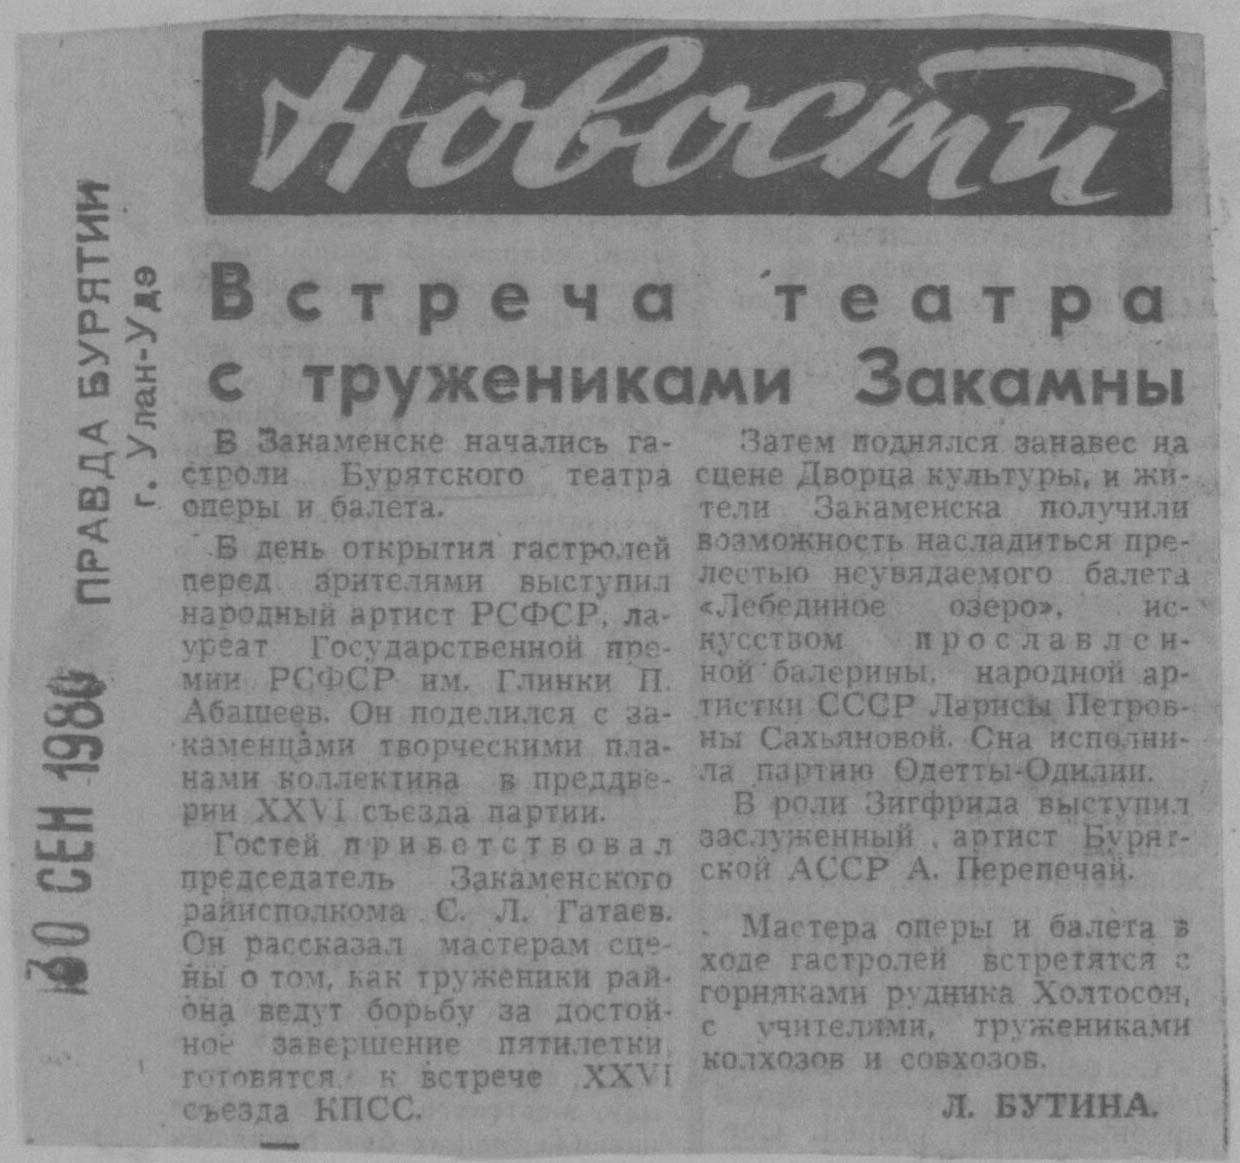 Новости
ПРАВДА БУРЯТИИ
г. Улан-Удэ
30 СЕН 1980
Встреча театра
с тружениками Закамны
В Закаменске начались га-
строли Бурятского театра
оперы и балета.
В день открытия гастролей
перед зрителями выступил
народный артист РСФСР, ла-
уреат Государственной пре-
мии РСФСР им. Глинки П.
Абашеев. Он поделился с за-
каменцами творческими пла-
нами коллектива в преддве-
рии XXVI съезда партии.
Гостей приветствовал
председатель Закаменского
райисполкома С. Л. Гатаев.
Он рассказал мастерам сце-
ны о том, как труженики рай-
она ведут борьбу за достой-
ное завершение пятилетки,
готовятся к встрече XXVI
съезда КПСС.
Затем поднялся занавес на
сцене Дворца культуры, и жи-
тели Закаменска получили
возможность насладиться пре-
лестью неувядаемого балета
«Лебединое озеро», ис-
кусством прославлен-
ной балерины, народной ар-
тистки СССР Ларисы Петров-
ны Сахьяновой. Она исполни-
ла партию Одетты-Одилии.
В роли Зигфрида выступил
заслуженный артист Бурят-
ской АССР А. Перепечай.
Мастера оперы и балета в
ходе гастролей встретятся с
горняками рудника Холтосон,
с учителями, тружениками
колхозов и совхозов.
Л. БУТИНА.